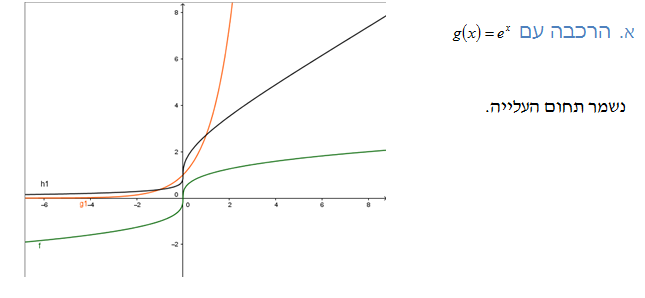 א. הרכבה עם g(x) = e^x
נשמר תחום העלייה.
8
6
4
2
0
-2
-6 -4 -2 0 2 4 6 8
h1
g1
f